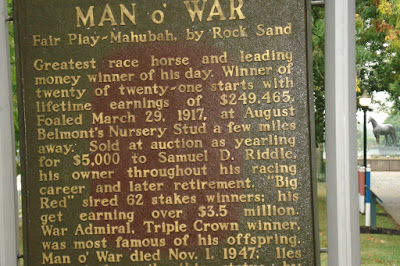 MAN o' WAR
Fair Play-Mahubah, by Rock Sand
Greatest race horse and leading
money winner of his day. Winner of
twenty of twenty-one starts with
lifetime earnings of $249,465.
Foaled March 29, 1917, at August
Belmont's Nursery Stud a few miles
away. Sold at auction as yearling
for $5,000 to Samuel D. Riddle,
his owner throughout his racing
career and later retirement. "Big
Red" sired 62 stakes winners; his
get earning over $3.5 million.
War Admiral, Triple Crown winner,
was most famous of his offspring.
Man o' War died Nov. 1, 1947; lies